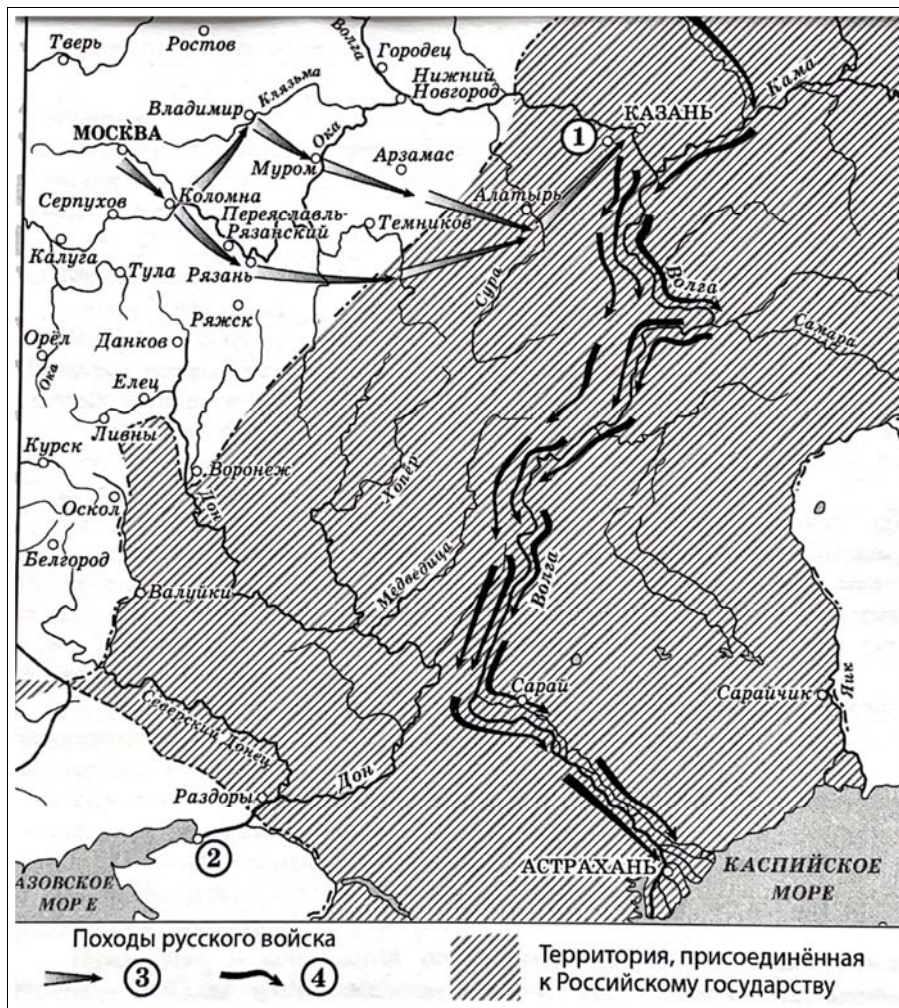 Тверь
Ростов
Волга
Городец
Нижний
Новгород
Кама
Владимир
Клязьма
МОСКВА
Ока
КАЗАНЬ
1
Муром
Арзамас
Серпухов
Коломна
Переяславль-
Рязанский
Алатырь
Темников
Калуга
Тула
Рязань
Сура
Волга
Ряжск
Орёл
Данков
Самара
Ока
Елец
Ливны
Курск
Воронеж
Хопёр
Оскол
Дон
Белгород
Медведица
Волга
Валуйки
Сарай
Сарайчик
Яик
Северский Донец
Раздоры
Дон
2
АЗОВСКОЕ
МОРЕ
АСТРАХАНЬ
КАСПИЙСКОЕ
МОРЕ
Походы русского войска
3
4
Территория, присоединённая
к Российскому государству